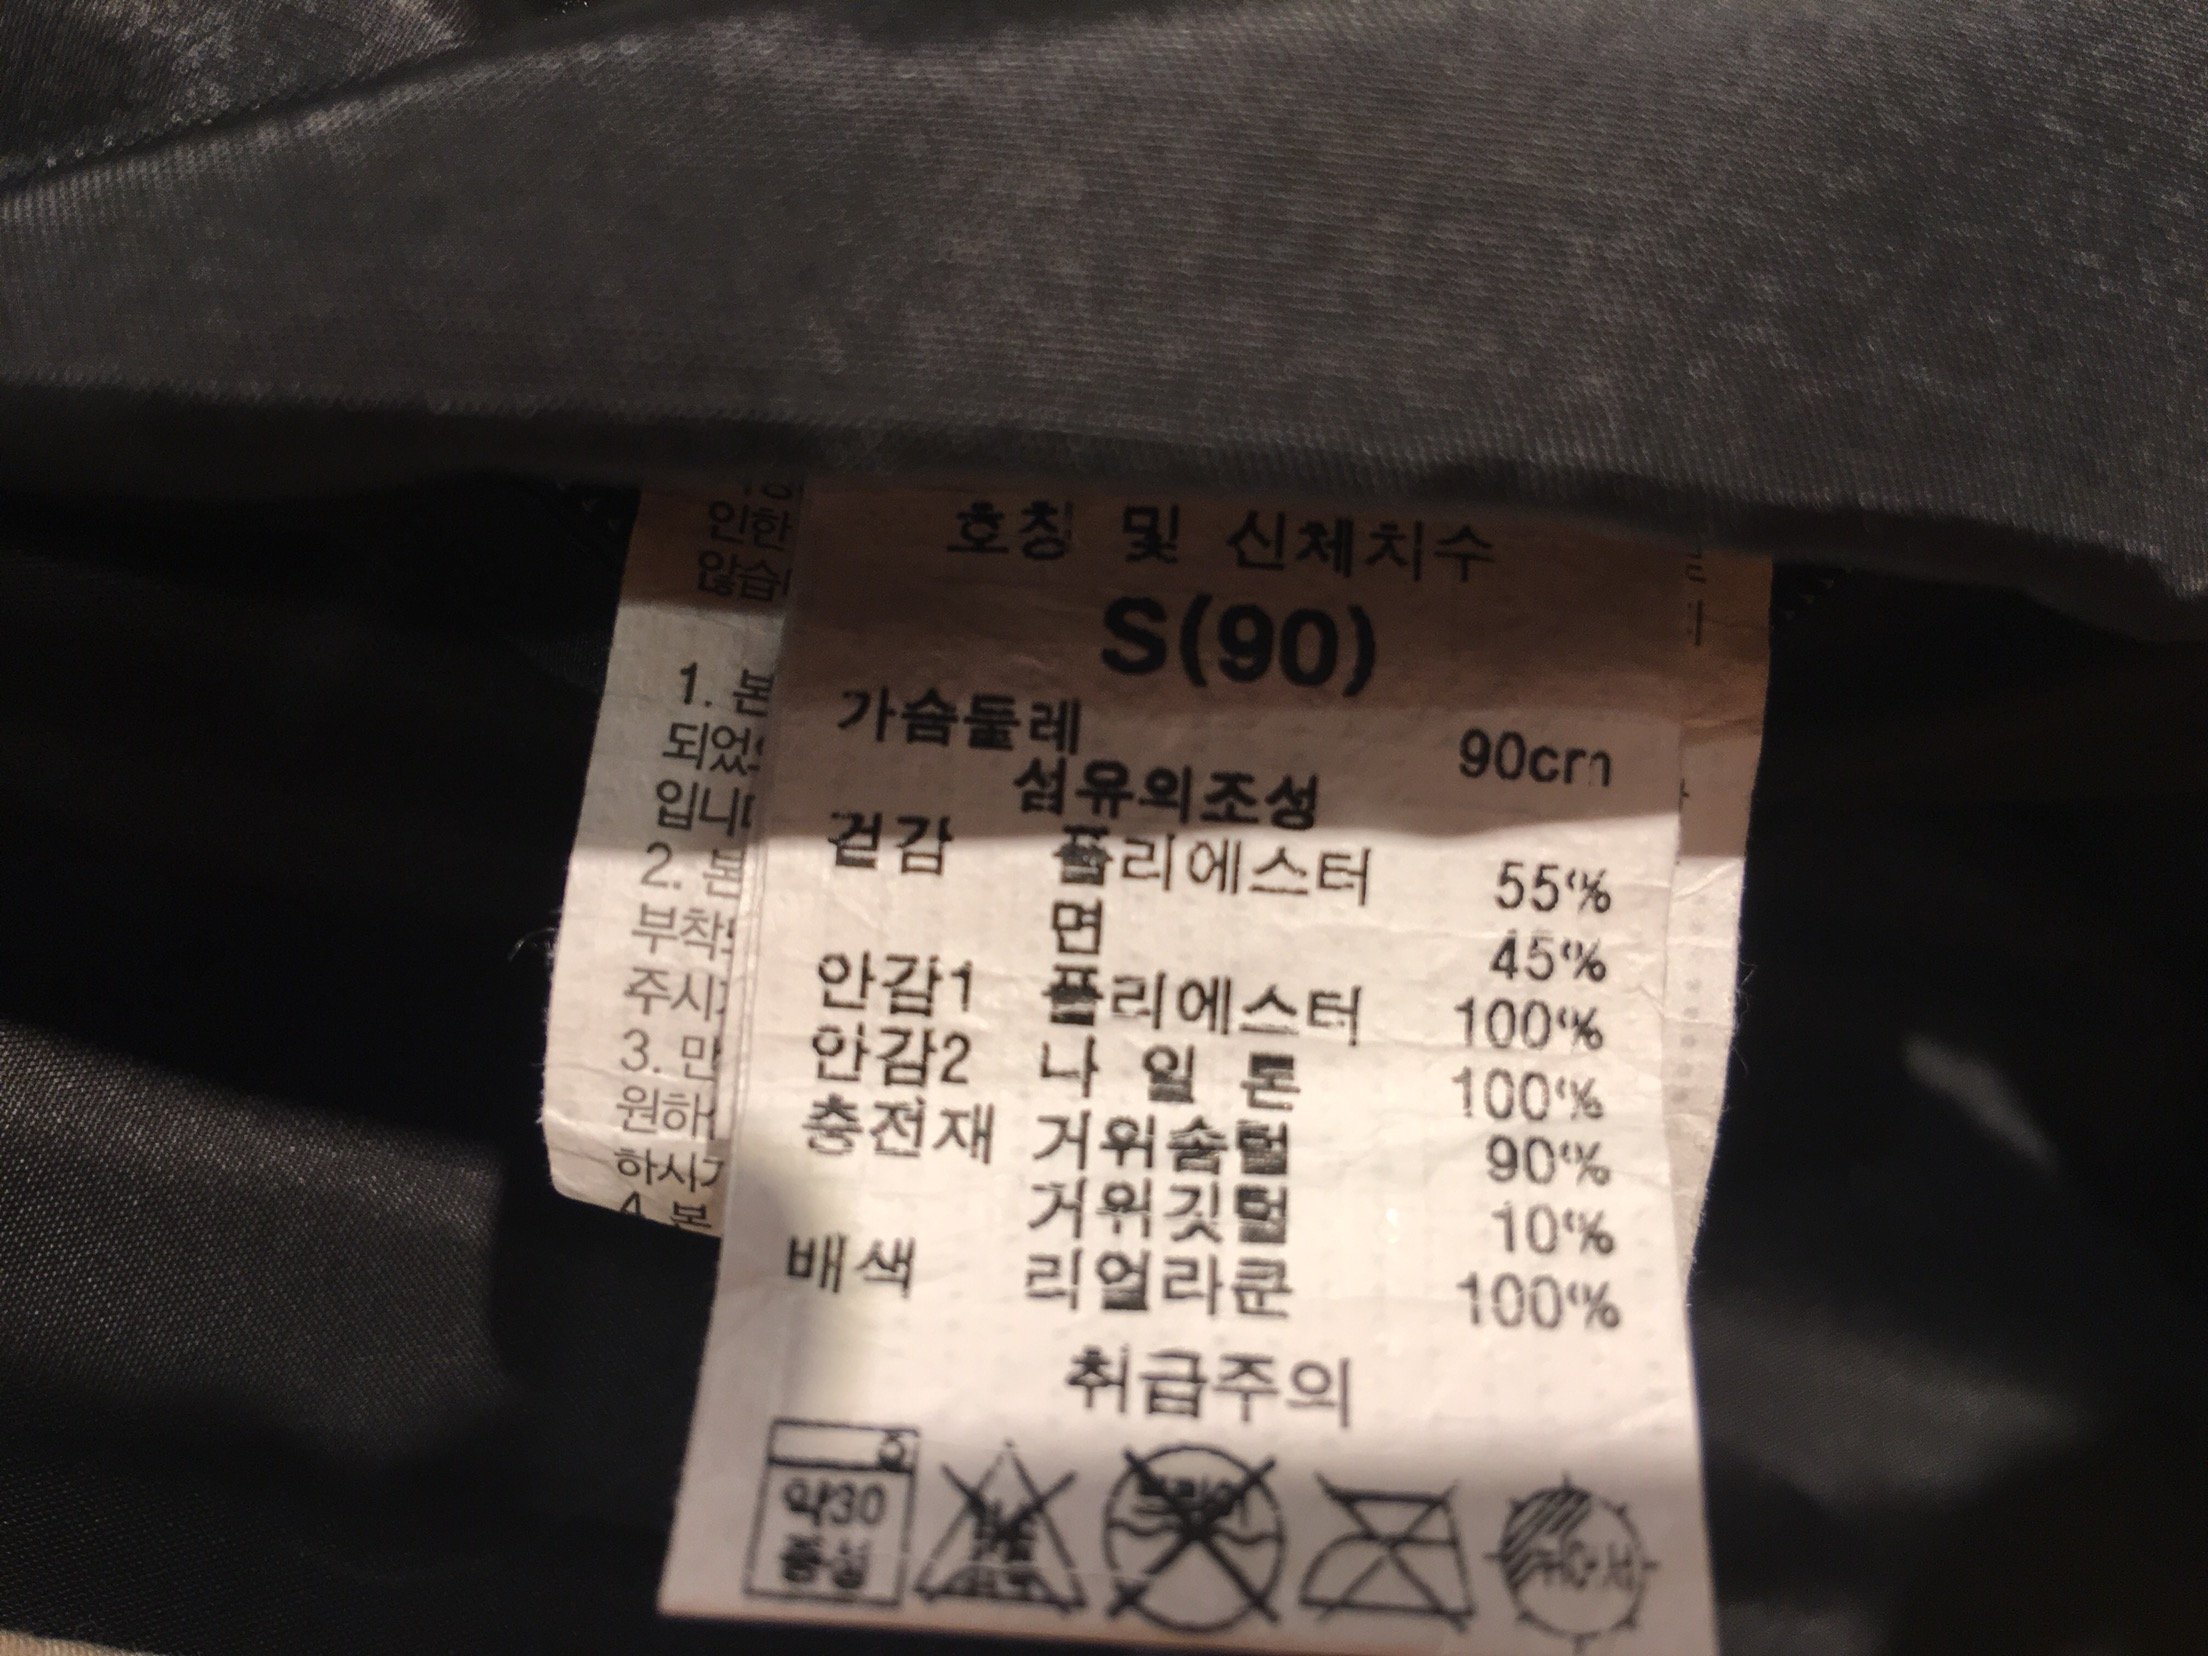 인한
않습
1. 본
되었
입니
2. 본
부착
주시
3. 만
원하
하시
4. 본
호칭 및 신체치수
S(90)
가슴둘레 90cm
섬유의조성
겉감 폴리에스터 55%
면 45%
안감1 폴리에스터 100%
안감2 나 일 론 100%
충전재 거위솜털 90%
거위깃털 10%
배색 리얼라쿤 100%
취급주의
약30
중성
드라이